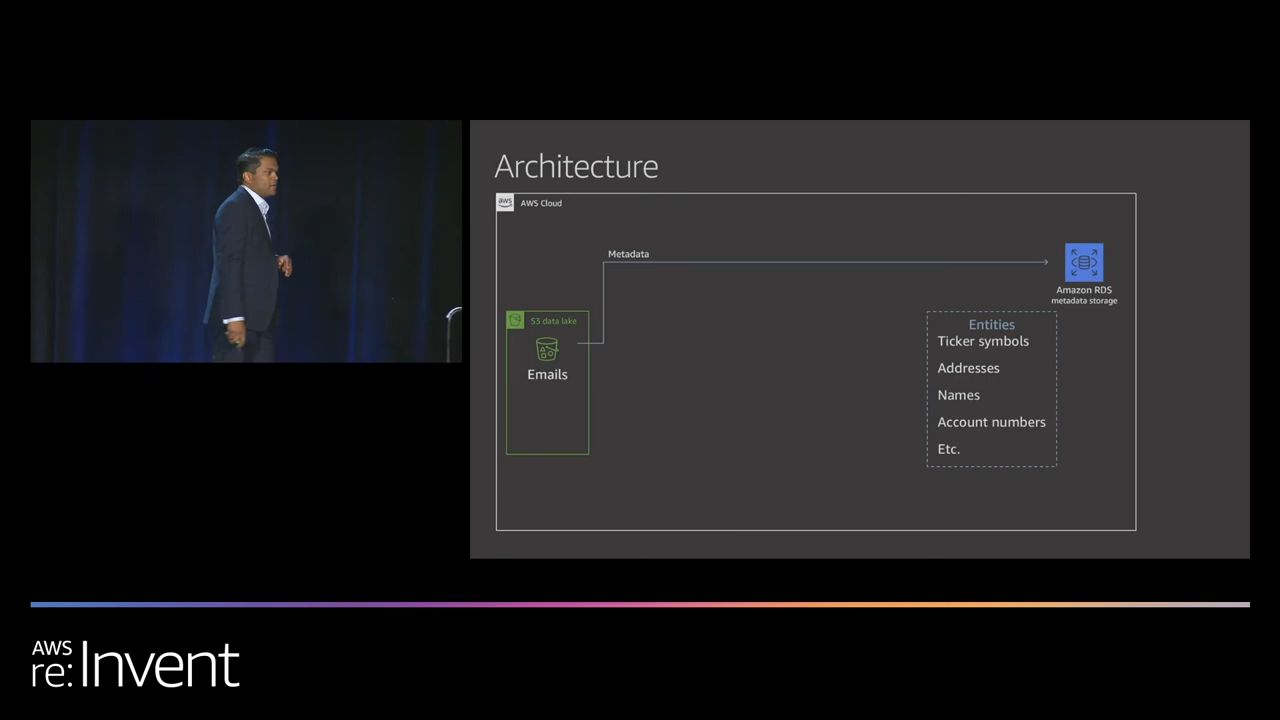 Architecture
aws
AWS Cloud
Metadata
Amazon RDS
metadata storage
S3 data lake
Emails
Entities
Ticker symbols
Addresses
Names
Account numbers
Etc.
AWS
re:Invent